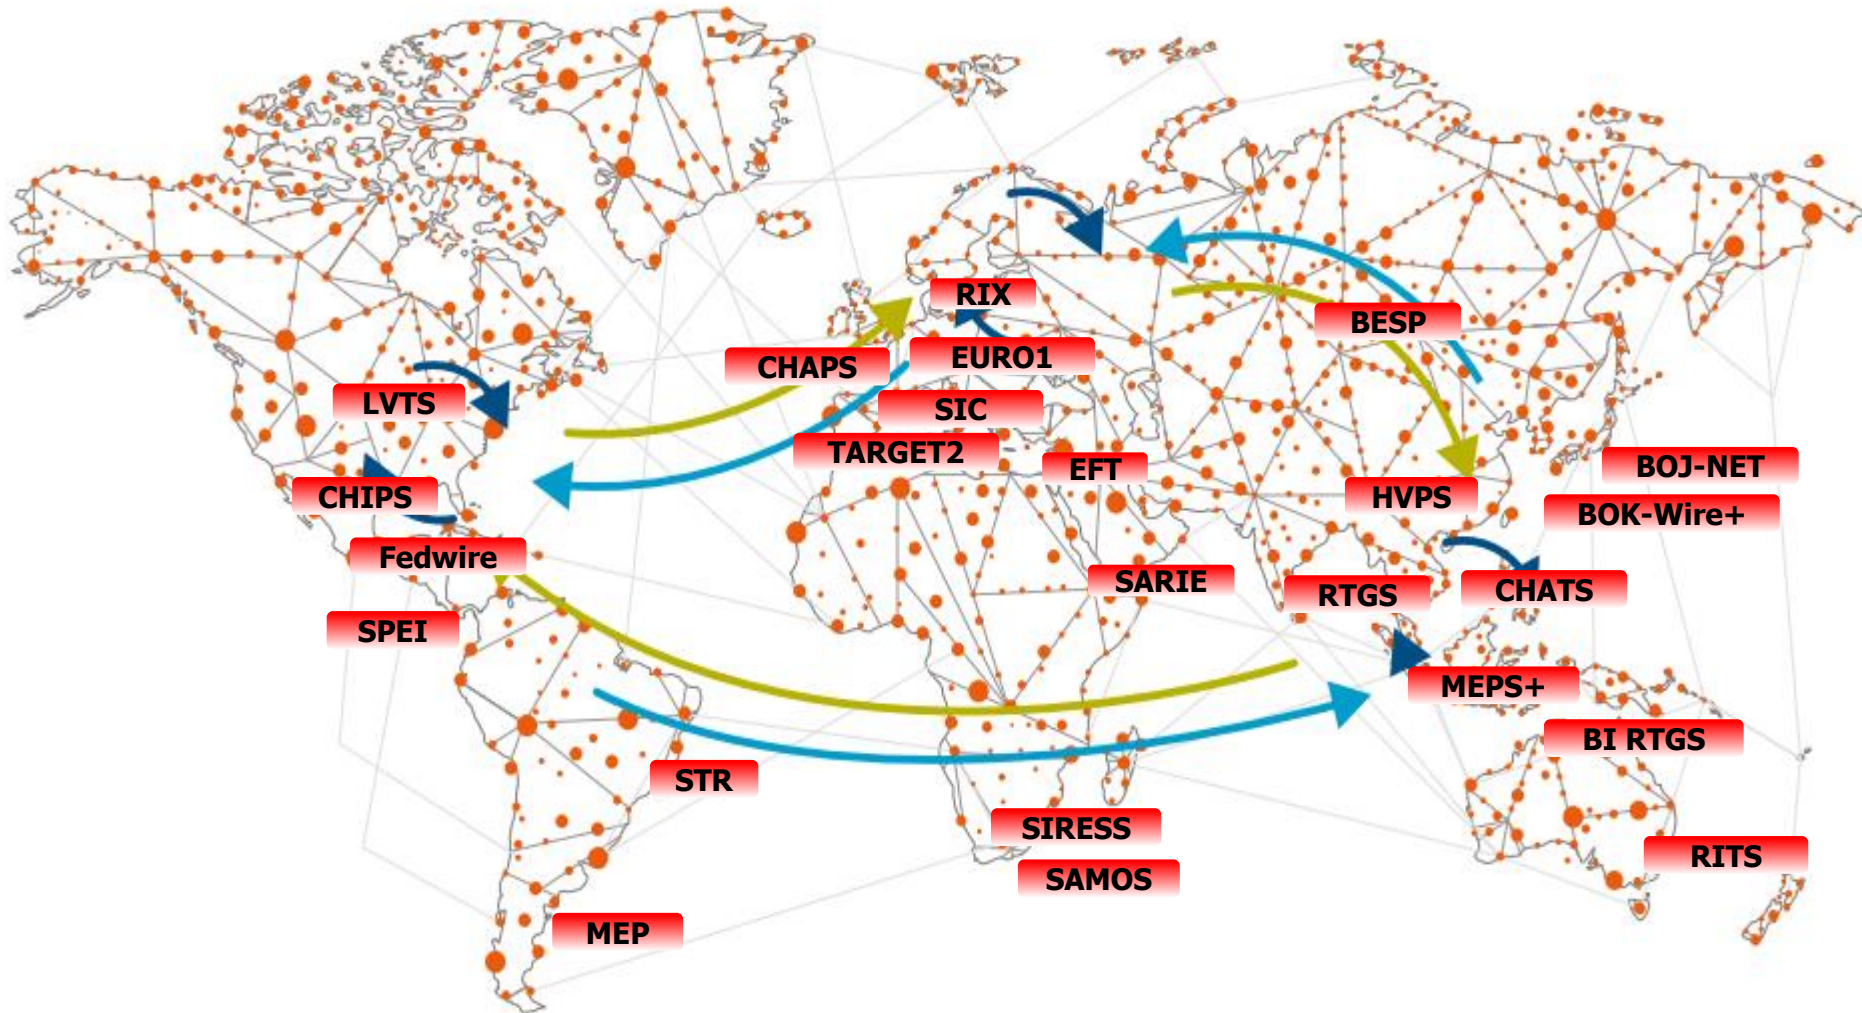 RIX
BESP
CHAPS
EURO1
LVTS
SIC
TARGET2
EFT
BOJ-NET
CHIPS
HVPS
BOK-Wire+
Fedwire
SARIE
RTGS
CHATS
SPEI
MEPS+
BI RTGS
STR
SIRESS
RITS
SAMOS
MEP